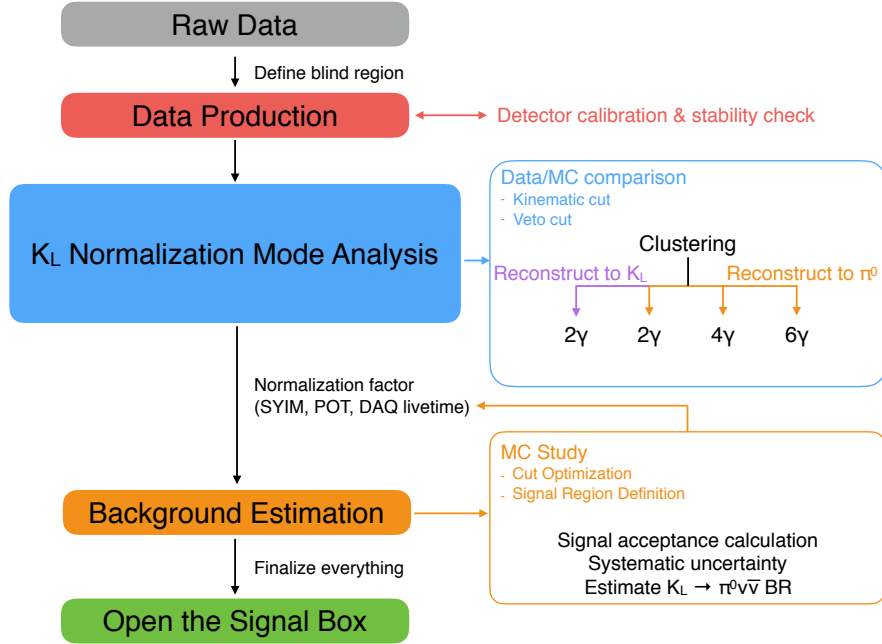 Raw Data
Define blind region
Data Production
Detector calibration & stability check
K_L Normalization Mode Analysis
Data/MC comparison
- Kinematic cut
- Veto cut
Clustering
Reconstruct to K_L
Reconstruct to π⁰
2γ 2γ 4γ 6γ
Normalization factor
(SYIM, POT, DAQ livetime)
MC Study
- Cut Optimization
- Signal Region Definition
Background Estimation
Signal acceptance calculation
Systematic uncertainty
Estimate K_L → π⁰νν̅ BR
Finalize everything
Open the Signal Box